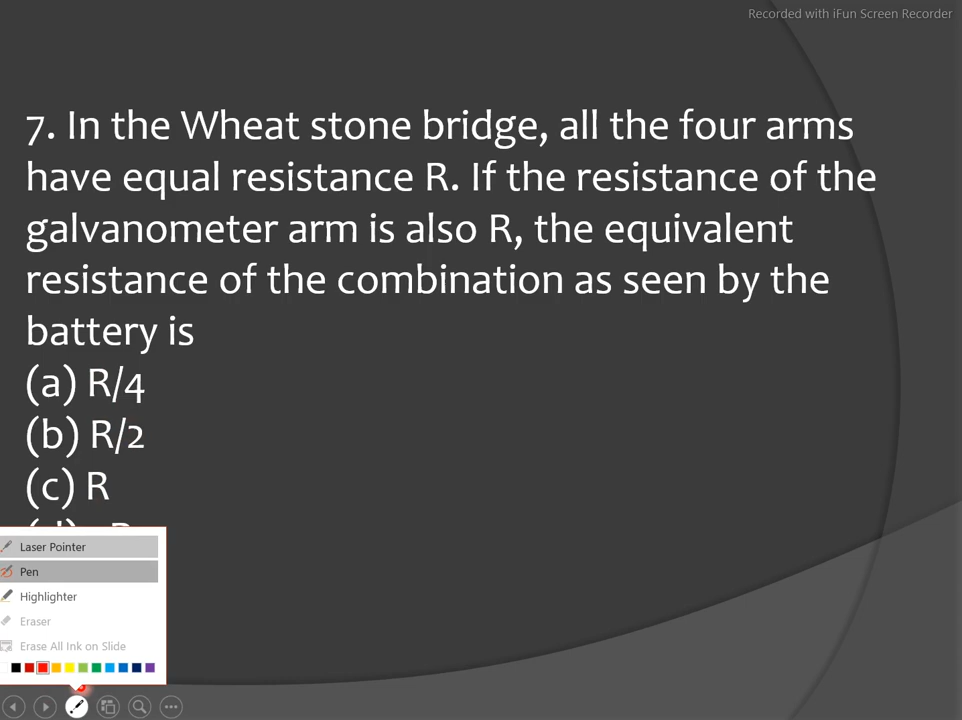 Recorded with iFun Screen Recorder
7. In the Wheat stone bridge, all the four arms
have equal resistance R. If the resistance of the
galvanometer arm is also R, the equivalent
resistance of the combination as seen by the
battery is
(a) R/4
(b) R/2
(c) R
Laser Pointer
Pen
Highlighter
Eraser
Erase All Ink on Slide